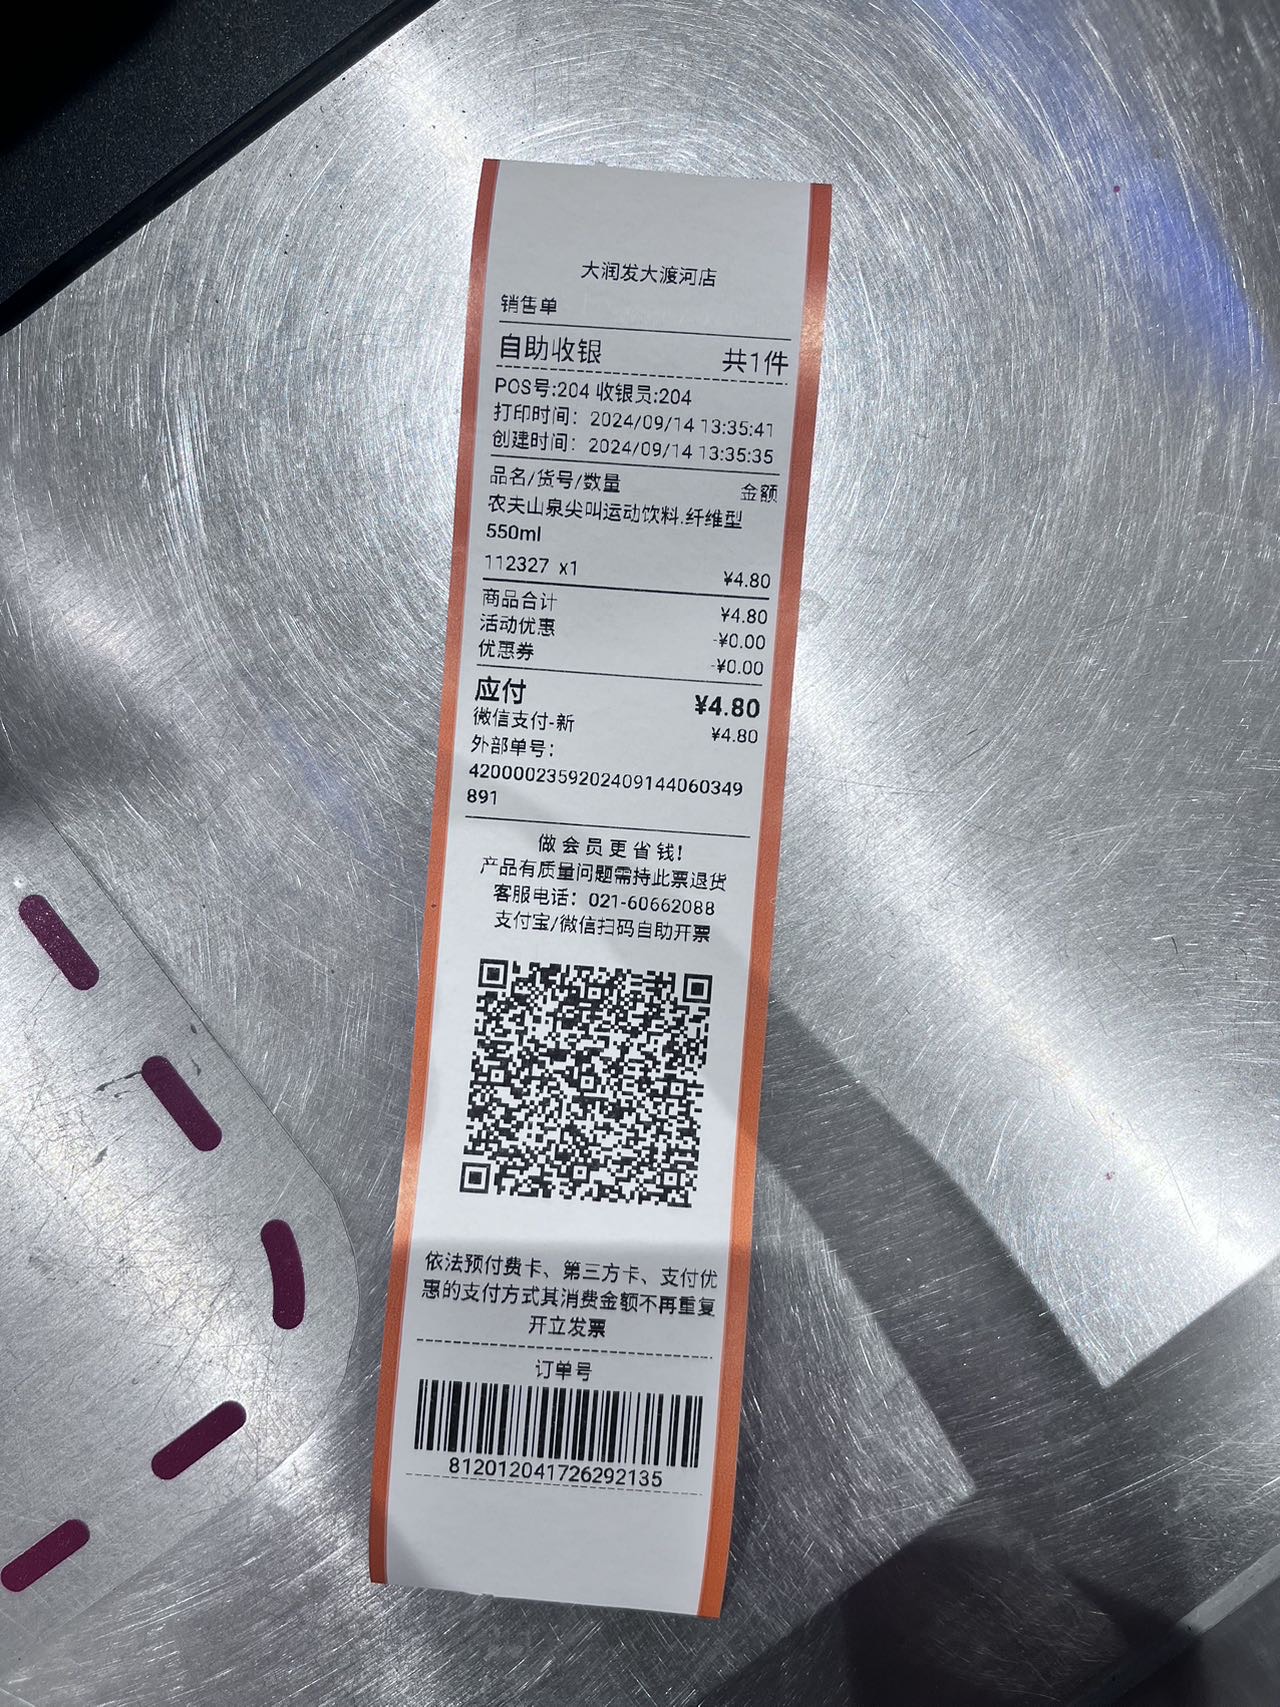 大润发大渡河店
销售单
自助收银 共1件
POS号:204 收银员:204
打印时间：2024/09/14 13:35:41
创建时间：2024/09/14 13:35:35
品名/货号/数量 金额
农夫山泉尖叫运动饮料.纤维型
550ml
112327 x1 ¥4.80
商品合计 ¥4.80
活动优惠 -¥0.00
优惠券 -¥0.00
应付 ¥4.80
微信支付-新 ¥4.80
外部单号：
4200002359202409144060349
891
做会员更省钱!
产品有质量问题需持此票退货
客服电话：021-60662088
支付宝/微信扫码自助开票
依法预付费卡、第三方卡、支付优
惠的支付方式其消费金额不再重复
开立发票
订单号
812012041726292135